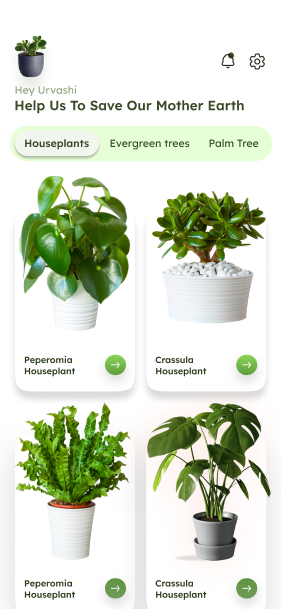 Hey Urvashi
Help Us To Save Our Mother Earth
Houseplants
Evergreen trees
Palm Tree
Peperomia
Houseplant
Crassula
Houseplant
Peperomia
Houseplant
Crassula
Houseplant